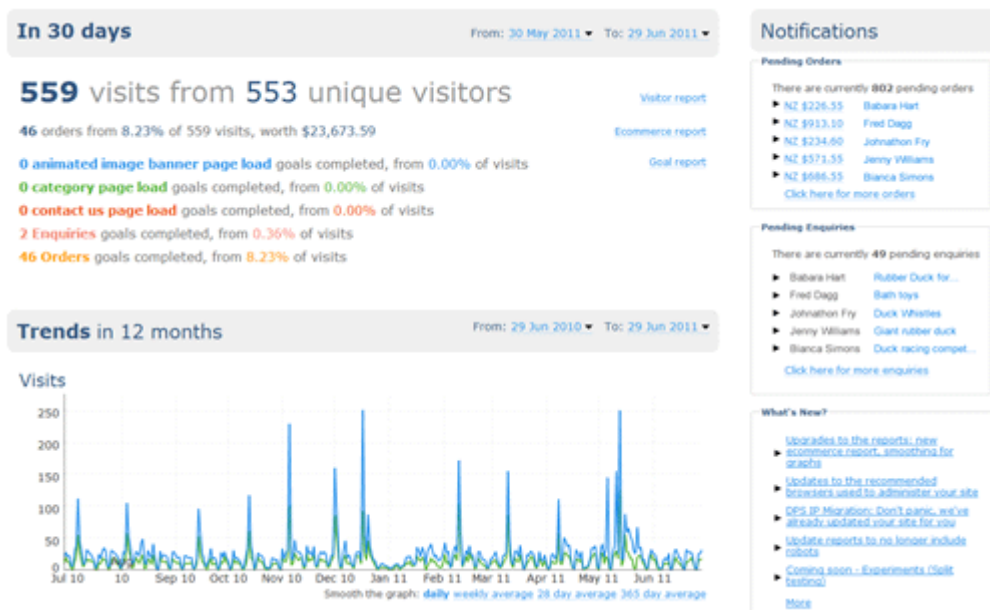 In 30 days
From: 30 May 2011 To: 29 Jun 2011
559 visits from 553 unique visitors
Visitor report
46 orders from 8.23% of 559 visits, worth $23,673.59
Ecommerce report
0 animated image banner page load goals completed, from 0.00% of visits
Goal report
0 category page load goals completed, from 0.00% of visits
0 contact us page load goals completed, from 0.00% of visits
2 Enquiries goals completed, from 0.36% of visits
46 Orders goals completed, from 8.23% of visits
Trends in 12 months
From: 29 Jun 2010 To: 29 Jun 2011
Visits
250
200
150
100
50
0
Jul 10 10 Sep 10 Oct 10 Nov 10 Dec 10 Jan 11 Feb 11 Mar 11 Apr 11 May 11 Jun 11
Smooth the graph: daily weekly average 28 day average 365 day average
Notifications
Pending Orders
There are currently 802 pending orders
NZ $226.55 Babara Hart
NZ $913.10 Fred Dagg
NZ $234.60 Johnathon Fry
NZ $571.55 Jenny Williams
NZ $686.55 Bianca Simons
Click here for more orders
Pending Enquiries
There are currently 49 pending enquiries
Babara Hart Rubber Duck for...
Fred Dagg Bath toys
Johnathon Fry Duck Whistles
Jenny Williams Giant rubber duck
Bianca Simons Duck racing compet...
Click here for more enquiries
What's New?
Upgrades to the reports: new
ecommerce report, smoothing for
graphs
Updates to the recommended
browsers used to administer your site
DPS IP Migration: Don't panic, we've
already updated your site for you
Update reports to no longer include
robots
Coming soon - Experiments (Split
testing)
More